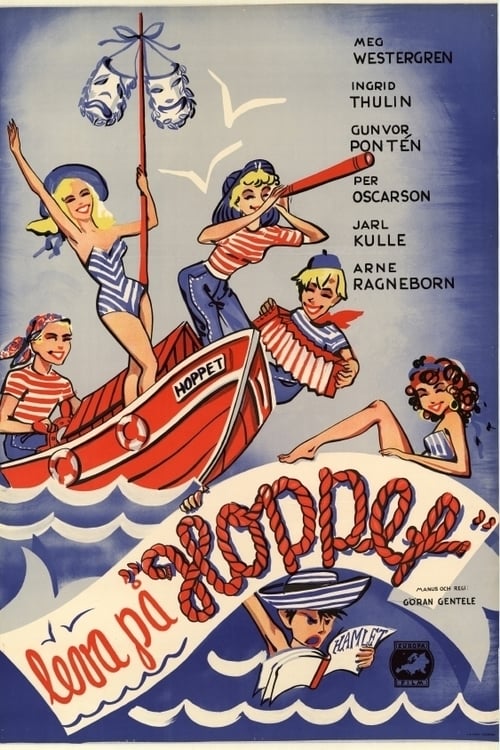 MEG
WESTERGREN
INGRID
THULIN
GUNVOR
PONTÉN
PER
OSCARSON
JARL
KULLE
ARNE
RAGNEBORN
HOPPET
leva på
"HOPPET"
MANUS OCH REGI:
GÖRAN GENTELE
HAMLET
EUROPA
FILM